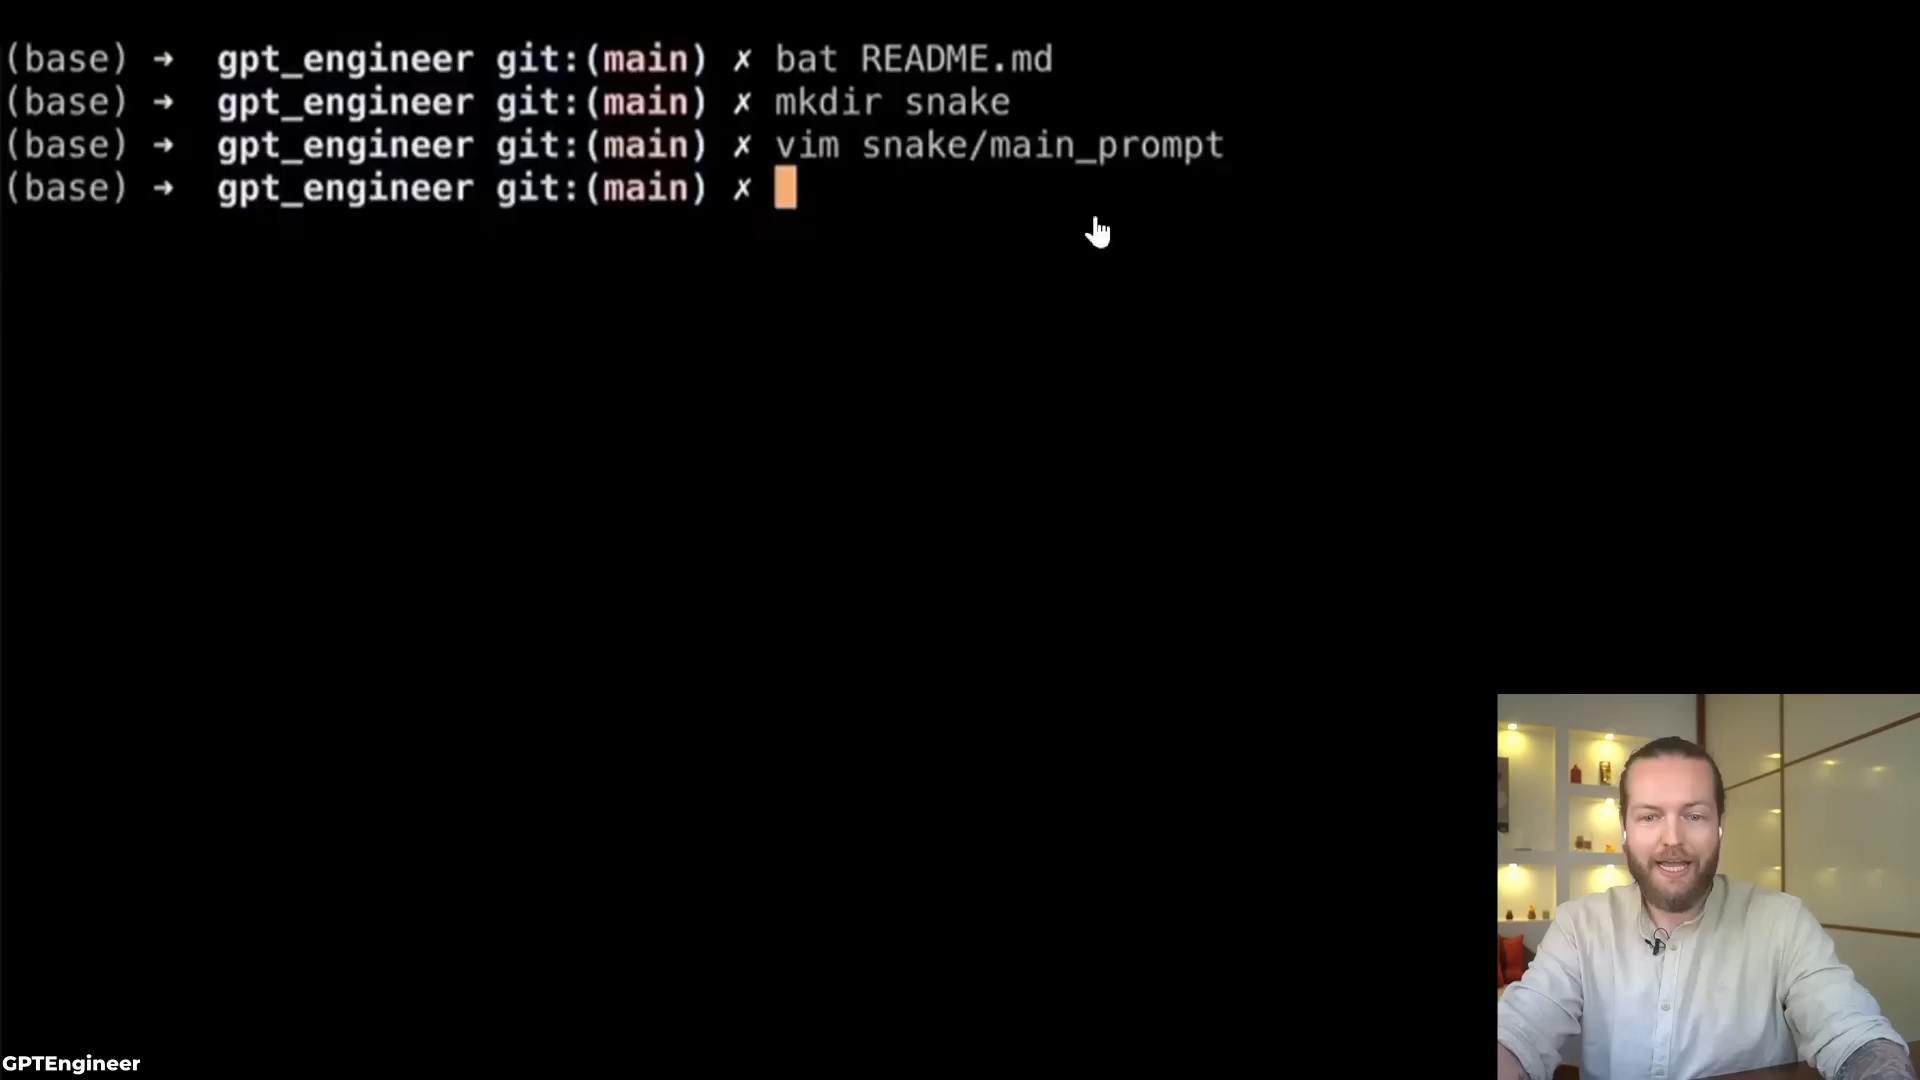 (base) ➜ gpt_engineer git:(main) ✗ bat README.md
(base) ➜ gpt_engineer git:(main) ✗ mkdir snake
(base) ➜ gpt_engineer git:(main) ✗ vim snake/main_prompt
(base) ➜ gpt_engineer git:(main) ✗
GPTEngineer